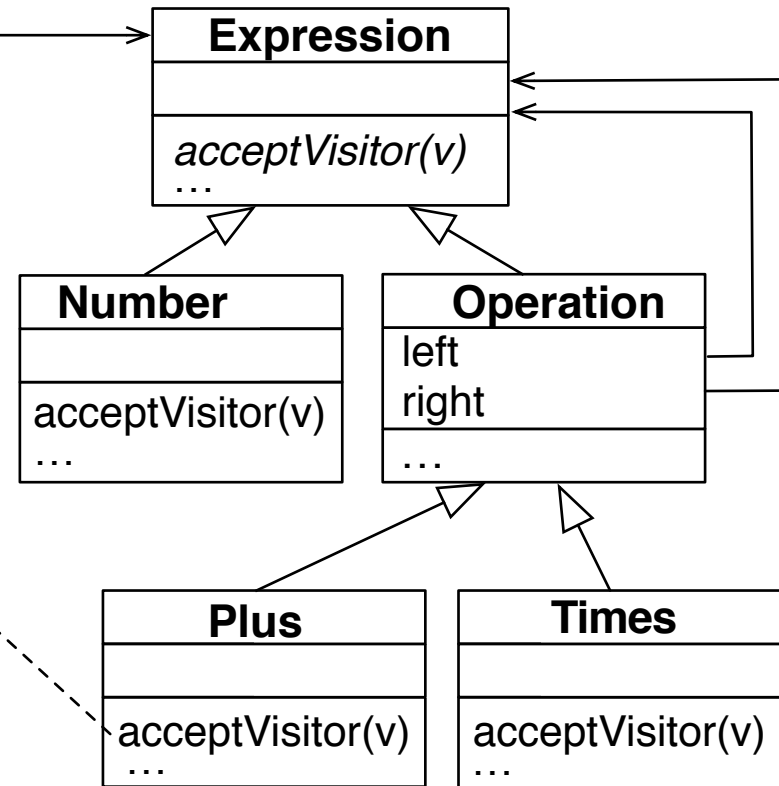 Expression
acceptVisitor(v)
...
Number
acceptVisitor(v)
...
Operation
left
right
...
Plus
acceptVisitor(v)
...
Times
acceptVisitor(v)
...